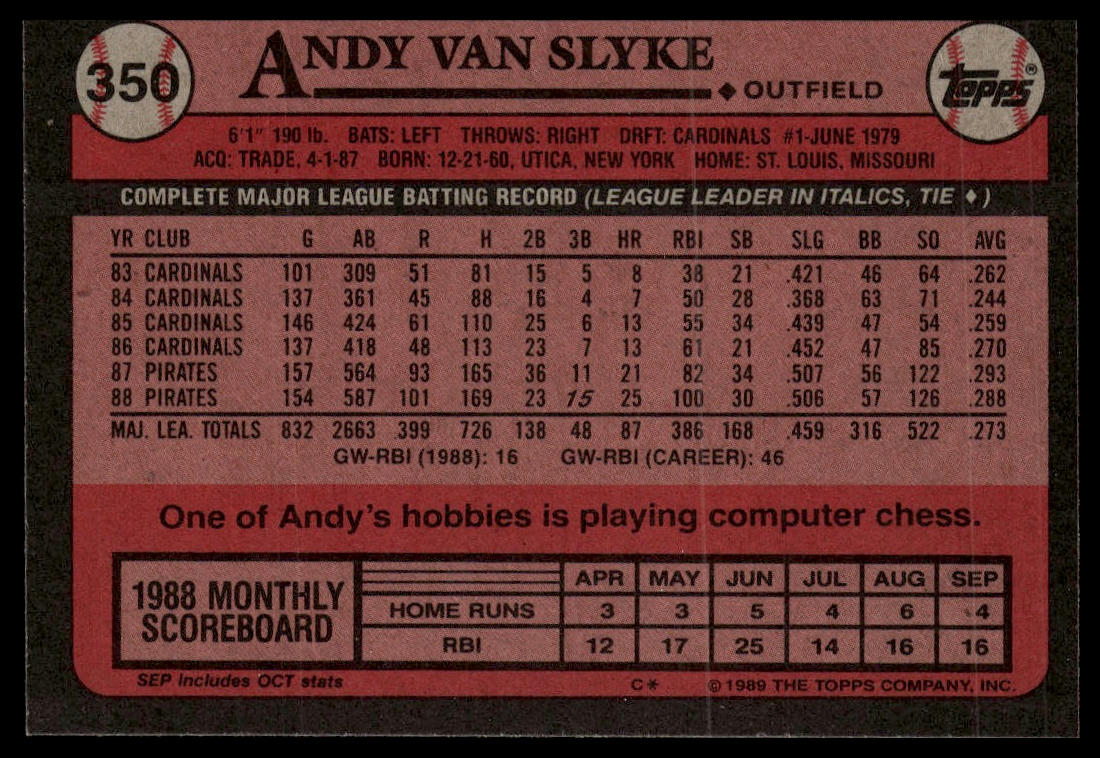 350
ANDY VAN SLYKE
◆ OUTFIELD
topps®
6'1" 190 lb. BATS: LEFT THROWS: RIGHT DRFT: CARDINALS #1-JUNE 1979
ACQ: TRADE, 4-1-87 BORN: 12-21-60, UTICA, NEW YORK HOME: ST. LOUIS, MISSOURI
COMPLETE MAJOR LEAGUE BATTING RECORD (LEAGUE LEADER IN ITALICS, TIE ◆)
YR CLUB G AB R H 2B 3B HR RBI SB SLG BB SO AVG
83 CARDINALS 101 309 51 81 15 5 8 38 21 .421 46 64 .262
84 CARDINALS 137 361 45 88 16 4 7 50 28 .368 63 71 .244
85 CARDINALS 146 424 61 110 25 6 13 55 34 .439 47 54 .259
86 CARDINALS 137 418 48 113 23 7 13 61 21 .452 47 85 .270
87 PIRATES 157 564 93 165 36 11 21 82 34 .507 56 122 .293
88 PIRATES 154 587 101 169 23 15 25 100 30 .506 57 126 .288
MAJ. LEA. TOTALS 832 2663 399 726 138 48 87 386 168 .459 316 522 .273
GW-RBI (1988): 16 GW-RBI (CAREER): 46
One of Andy's hobbies is playing computer chess.
1988 MONTHLY
SCOREBOARD
APR MAY JUN JUL AUG SEP
HOME RUNS 3 3 5 4 6 4
RBI 12 17 25 14 16 16
SEP includes OCT stats
C* © 1989 THE TOPPS COMPANY, INC.